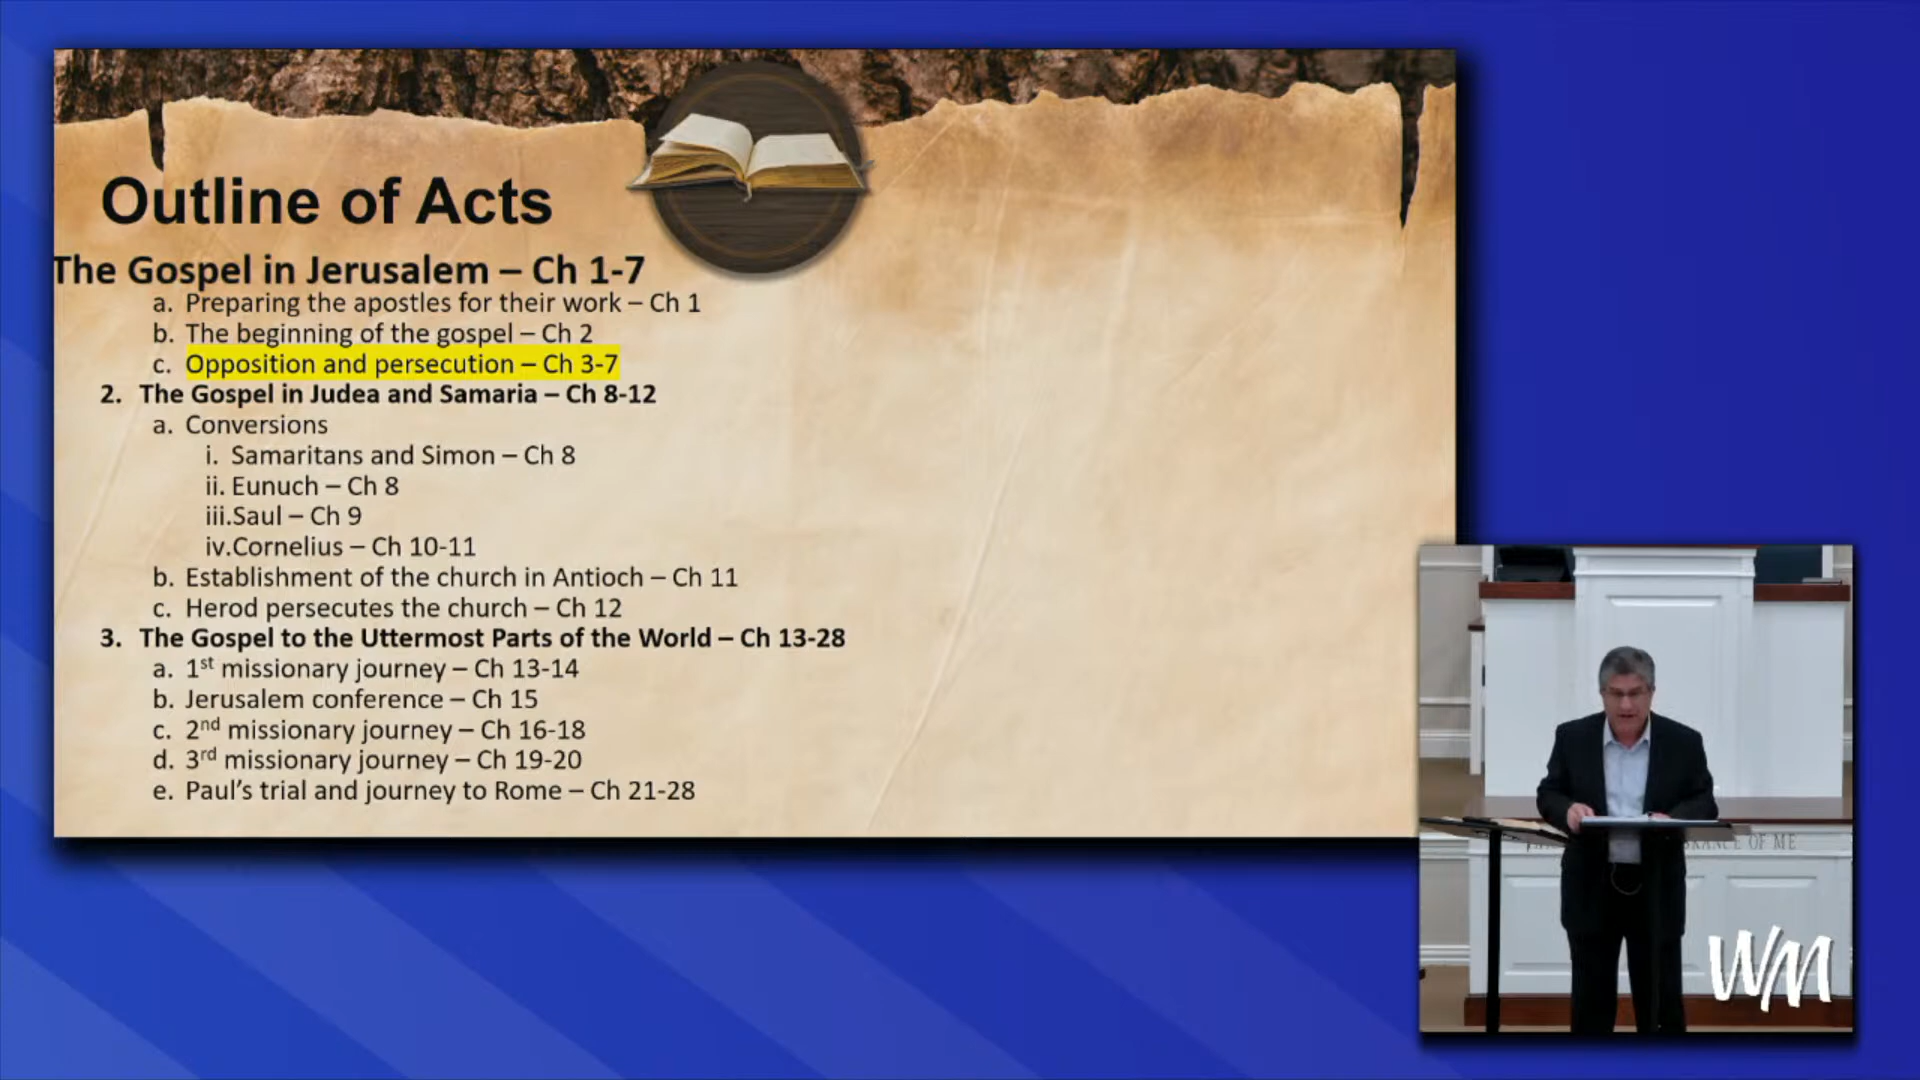 Outline of Acts
The Gospel in Jerusalem – Ch 1-7
a. Preparing the apostles for their work – Ch 1
b. The beginning of the gospel – Ch 2
c. Opposition and persecution – Ch 3-7
2. The Gospel in Judea and Samaria – Ch 8-12
a. Conversions
i. Samaritans and Simon – Ch 8
ii. Eunuch – Ch 8
iii.Saul – Ch 9
iv.Cornelius – Ch 10-11
b. Establishment of the church in Antioch – Ch 11
c. Herod persecutes the church – Ch 12
3. The Gospel to the Uttermost Parts of the World – Ch 13-28
a. 1st missionary journey – Ch 13-14
b. Jerusalem conference – Ch 15
c. 2nd missionary journey – Ch 16-18
d. 3rd missionary journey – Ch 19-20
e. Paul’s trial and journey to Rome – Ch 21-28
OF ME
WM